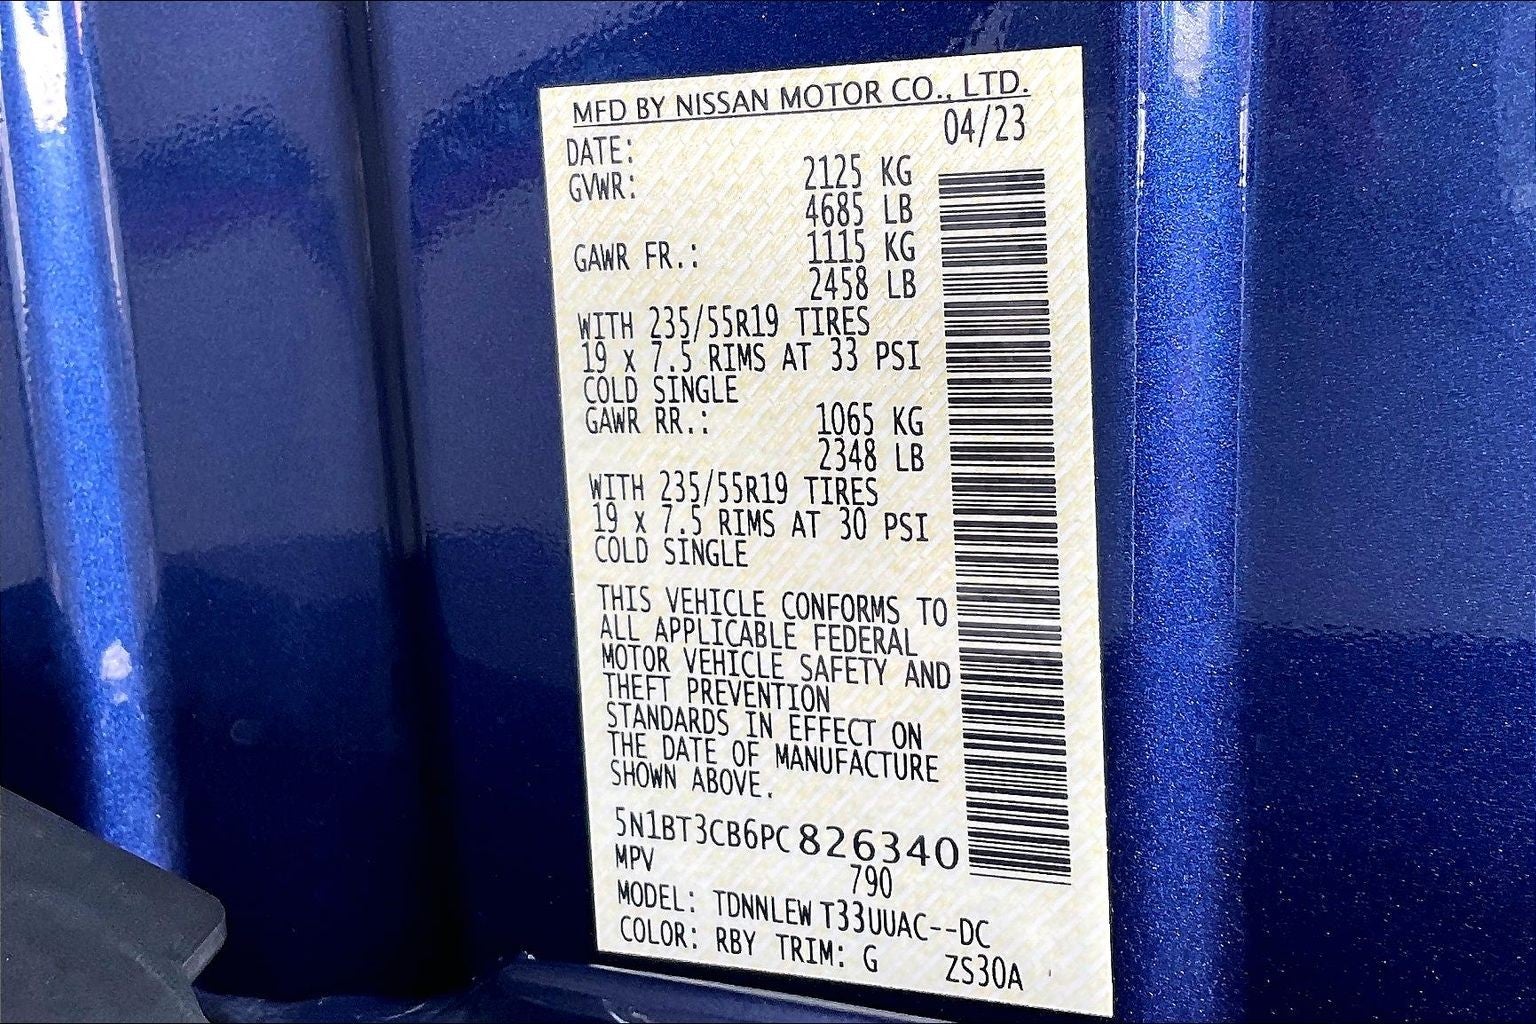 MFD BY NISSAN MOTOR CO., LTD.
DATE: 04/23
GVWR: 2125 KG
4685 LB
GAWR FR.: 1115 KG
2458 LB
WITH 235/55R19 TIRES
19 x 7.5 RIMS AT 33 PSI
COLD SINGLE
GAWR RR.: 1065 KG
2348 LB
WITH 235/55R19 TIRES
19 x 7.5 RIMS AT 30 PSI
COLD SINGLE
THIS VEHICLE CONFORMS TO
ALL APPLICABLE FEDERAL
MOTOR VEHICLE SAFETY AND
THEFT PREVENTION
STANDARDS IN EFFECT ON
THE DATE OF MANUFACTURE
SHOWN ABOVE.
5N1BT3CB6PC826340
MPV 790
MODEL: TDNNLEW T33UUAC--DC
COLOR: RBY TRIM: G ZS30A